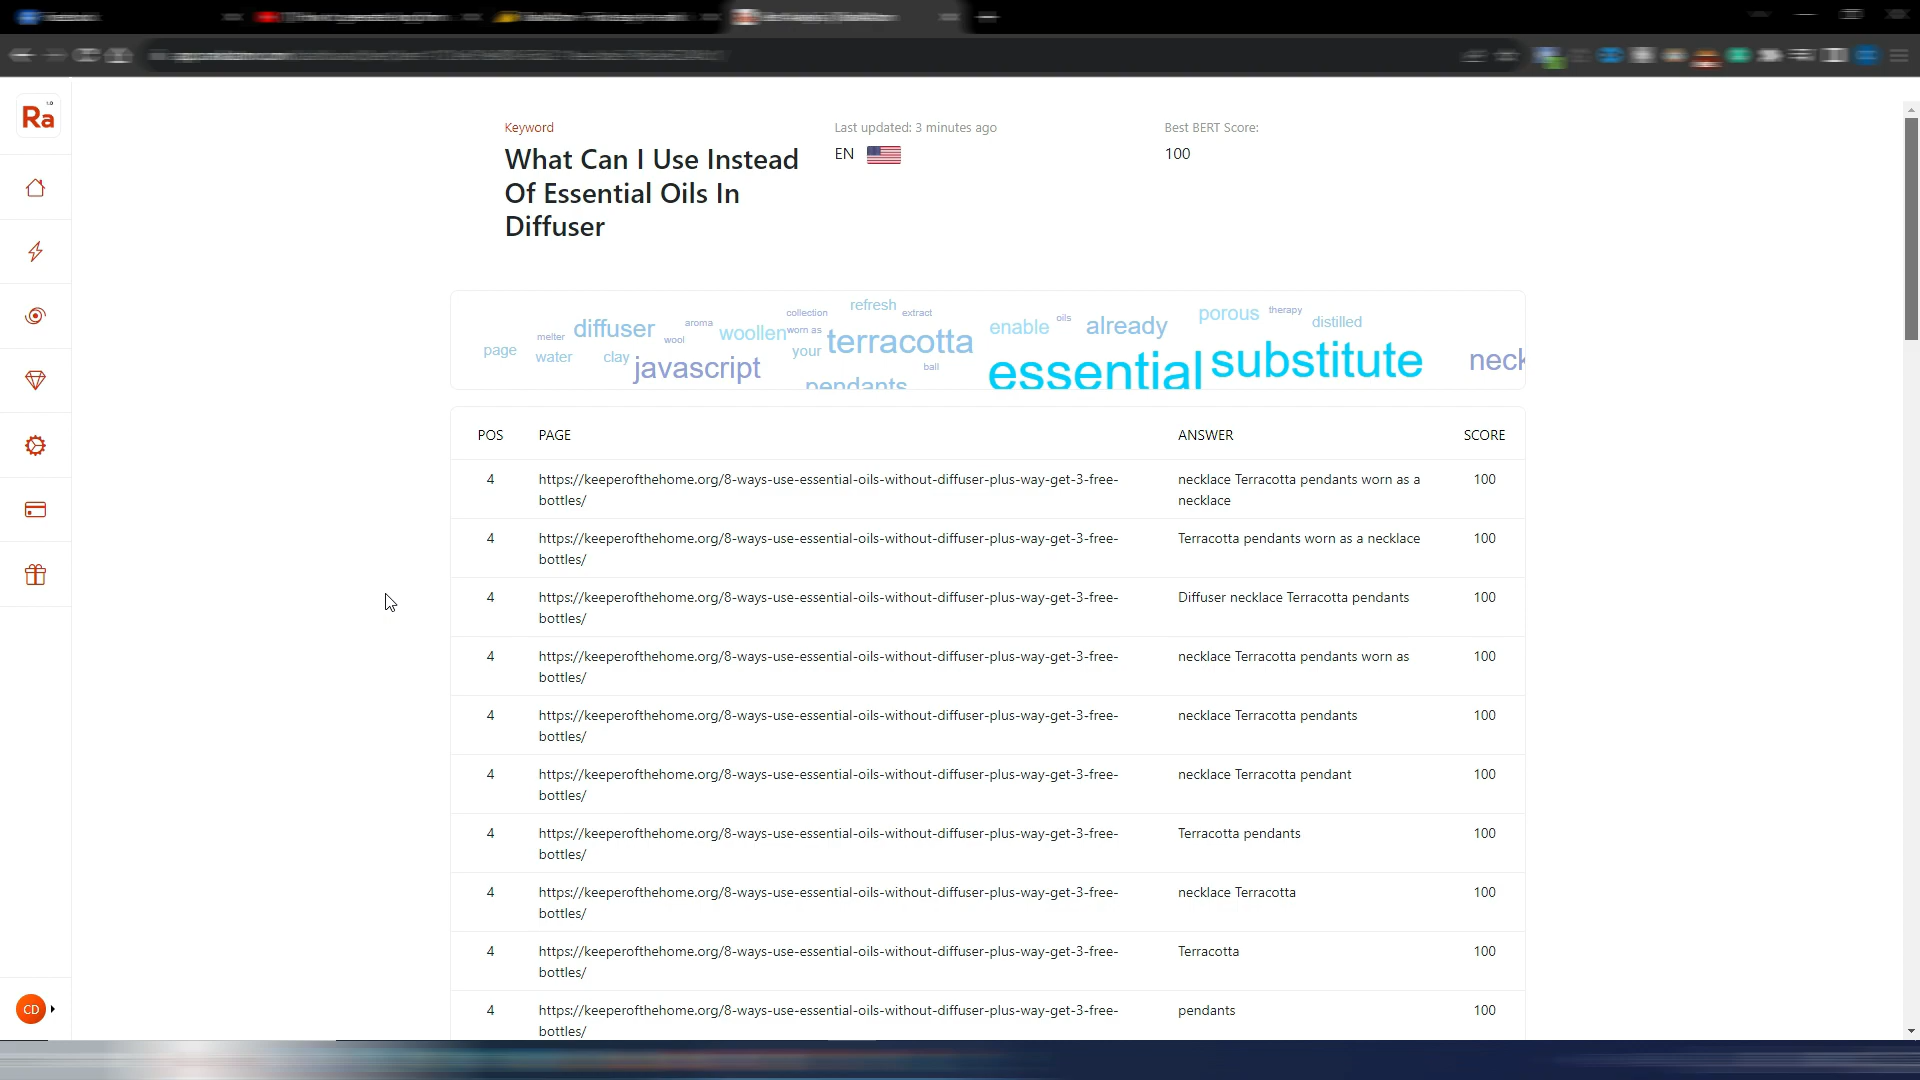 Ra 1.0
Keyword
Last updated: 3 minutes ago
Best BERT Score:
What Can I Use Instead
Of Essential Oils In
Diffuser
EN
100
page
melter
water
diffuser
clay
wool
aroma
javascript
woollen
collection
worn as
your
refresh
extract
terracotta
ball
pendants
enable
oils
essential
already
porous
therapy
distilled
substitute
neck
POS PAGE ANSWER SCORE
4 https://keeperofthehome.org/8-ways-use-essential-oils-without-diffuser-plus-way-get-3-free- necklace Terracotta pendants worn as a 100
bottles/ necklace
4 https://keeperofthehome.org/8-ways-use-essential-oils-without-diffuser-plus-way-get-3-free- Terracotta pendants worn as a necklace 100
bottles/
4 https://keeperofthehome.org/8-ways-use-essential-oils-without-diffuser-plus-way-get-3-free- Diffuser necklace Terracotta pendants 100
bottles/
4 https://keeperofthehome.org/8-ways-use-essential-oils-without-diffuser-plus-way-get-3-free- necklace Terracotta pendants worn as 100
bottles/
4 https://keeperofthehome.org/8-ways-use-essential-oils-without-diffuser-plus-way-get-3-free- necklace Terracotta pendants 100
bottles/
4 https://keeperofthehome.org/8-ways-use-essential-oils-without-diffuser-plus-way-get-3-free- necklace Terracotta pendant 100
bottles/
4 https://keeperofthehome.org/8-ways-use-essential-oils-without-diffuser-plus-way-get-3-free- Terracotta pendants 100
bottles/
4 https://keeperofthehome.org/8-ways-use-essential-oils-without-diffuser-plus-way-get-3-free- necklace Terracotta 100
bottles/
4 https://keeperofthehome.org/8-ways-use-essential-oils-without-diffuser-plus-way-get-3-free- Terracotta 100
bottles/
4 https://keeperofthehome.org/8-ways-use-essential-oils-without-diffuser-plus-way-get-3-free- pendants 100
bottles/
CD